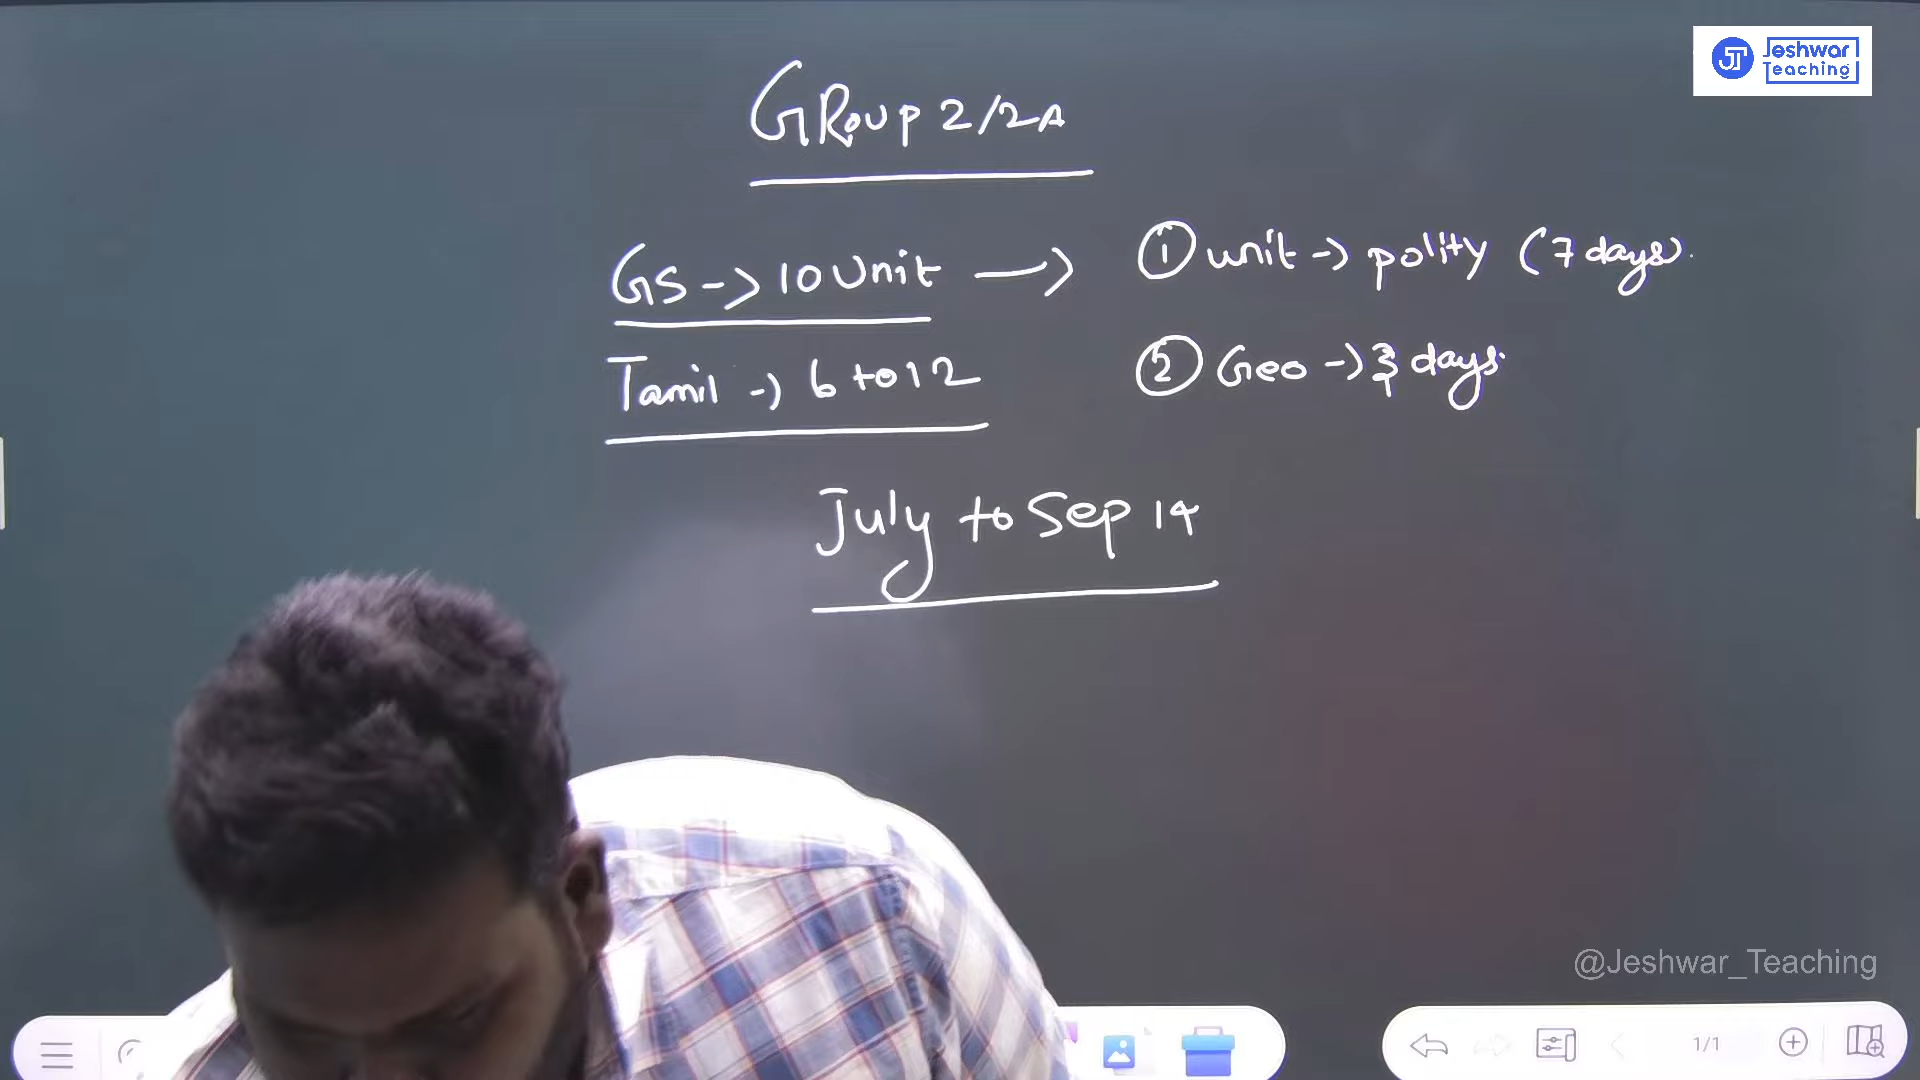 Jeshwar
Teaching
GROUP 2/2A
GS -> 10 Unit -> ① unit -> polity (7 days).
Tamil -> 6 to 12
② Geo -> days.
July to Sep 14
@Jeshwar_Teaching
1/1